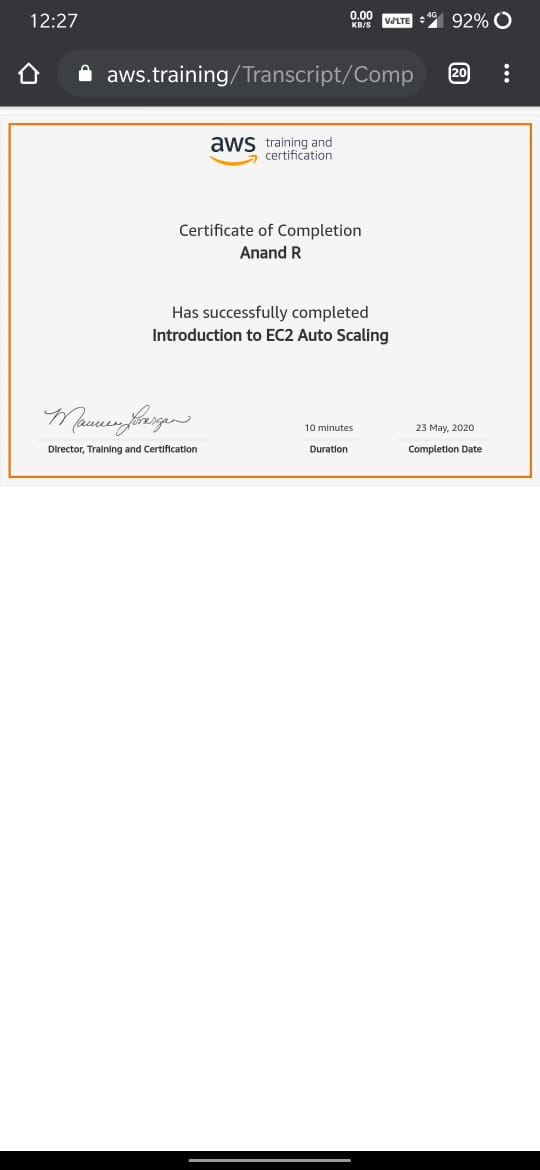 12:27
0.00
KB/S
VoLTE
4G
92%
aws.training/Transcript/Comp
20
aws training and
certification
Certificate of Completion
Anand R
Has successfully completed
Introduction to EC2 Auto Scaling
Maureen Lonergan
10 minutes
23 May, 2020
Director, Training and Certification
Duration
Completion Date